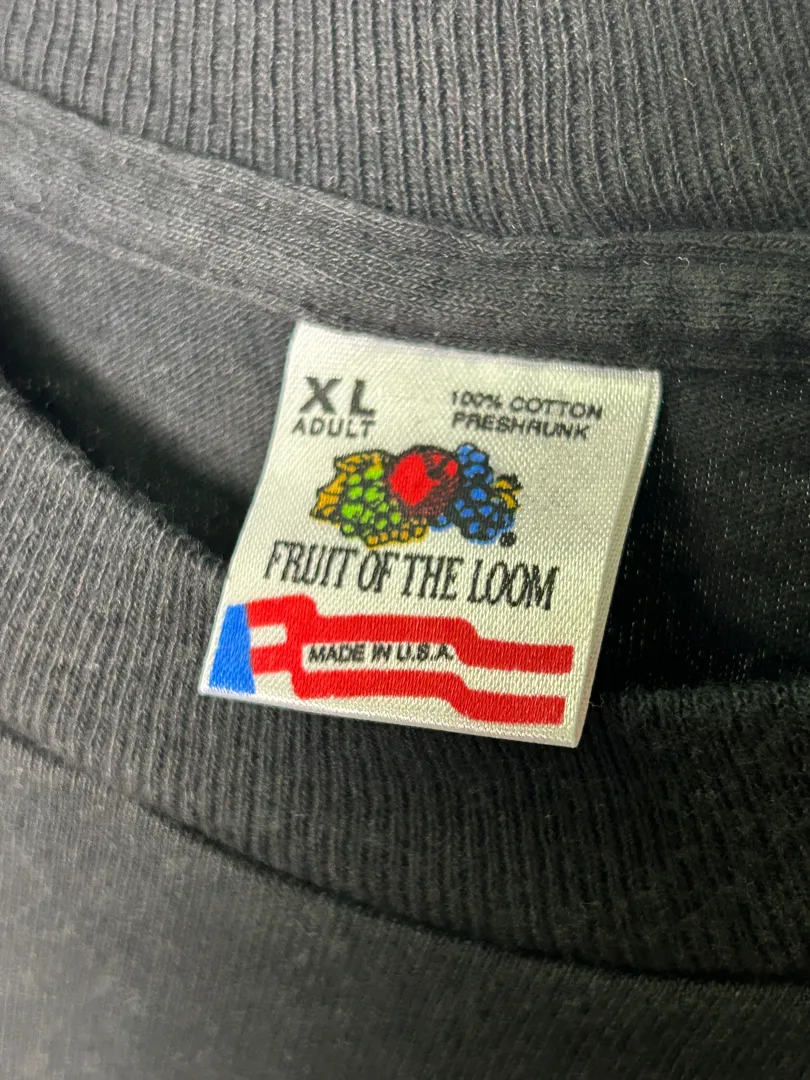 XL
ADULT
100% COTTON
PRESHRUNK
®
FRUIT OF THE LOOM
MADE IN U.S.A.